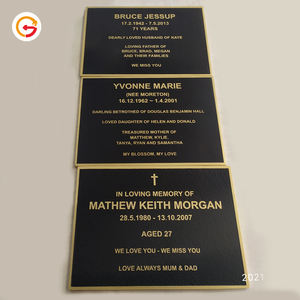 G
BRUCE JESSUP
17.2.1942 - 7.5.2013
71 YEARS
DEARLY LOVED HUSBAND OF KAYE
LOVING FATHER OF
BRUCE, BRAD, MEGAN
AND THEIR FAMILIES
WE MISS YOU
YVONNE MARIE
(NEE MORETON)
16.12.1962 ~ 1.4.2001
DARLING BETROTHED OF DOUGLAS BENJAMIN HALL
LOVED DAUGHTER OF HELEN AND DONALD
TREASURED MOTHER OF
MATTHEW, KYLIE,
TANYA, RYAN AND SAMANTHA
MY BLOSSOM, MY LOVE
IN LOVING MEMORY OF
MATHEW KEITH MORGAN
28.5.1980 - 13.10.2007
AGED 27
WE LOVE YOU - WE MISS YOU
LOVE ALWAYS MUM & DAD
2021